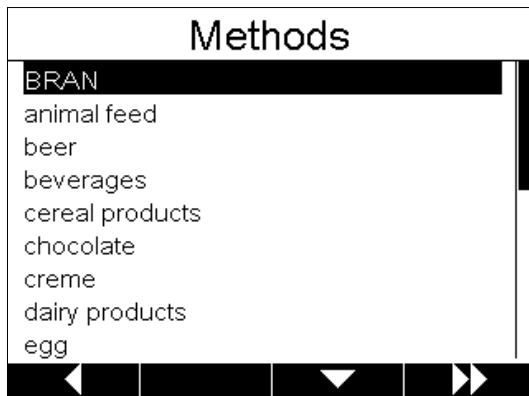 Methods
BRAN
animal feed
beer
beverages
cereal products
chocolate
creme
dairy products
egg